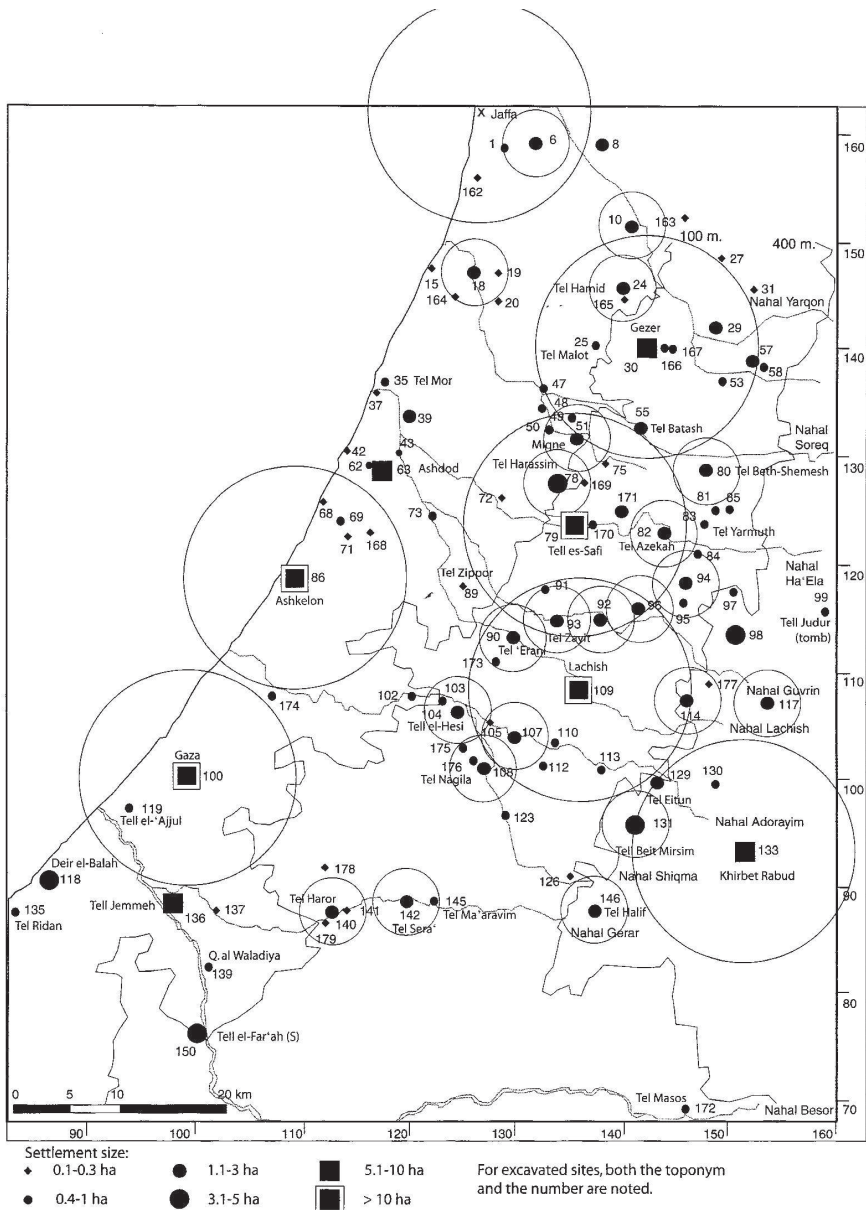 x Jaffa
1
6
8
160
162
10
163
100 m.
150
400 m.
27
15
18
19
164
20
Tel Hamid
24
165
31
Nahal Yarqon
Gezer
29
25
Tel Malot
30
166
167
57
58
140
35 Tel Mor
37
47
53
39
48
49
50
51
55
Tel Batash
Nahal
Soreq
42
43
Miqne
130
62
63
Ashdod
Tel Harassim
78
169
75
80
Tel Beth-Shemesh
68
69
71
168
73
72
171
81
85
83
Tel Yarmuth
79
170
82
Tell es-Safi
Tel Azekah
84
120
86
Ashkelon
Tel Zippor
89
91
Nahal
Ha'Ela
94
99
95
97
Tell Judur
(tomb)
90
93
92
96
98
Tel 'Erani
Tel Zayit
173
110
Lachish
109
177
Nahal Guvrin
117
174
102
103
104
Tell el-Hesi
105
107
110
114
Nahal Lachish
Gaza
100
175
176
108
Tel Nagila
112
113
129
130
Tel Eitun
100
119
Tell el-'Ajjul
123
131
Nahal Adorayim
Tell Beit Mirsim
133
Khirbet Rabud
Deir el-Balah
118
178
126
Nahal Shiqma
90
135
Tel Ridan
Tell Jemmeh
136
137
Tel Haror
140
141
179
142
Tel Sera'
145
Tel Ma'aravim
146
Tel Halif
Nahal Gerar
Q. al Waladiya
139
80
150
Tell el-Far'ah (S)
0 5 10 20 km
Tel Masos
172
Nahal Besor
70
90 100 110 120 130 140 150 160
Settlement size:
0.1-0.3 ha
1.1-3 ha
5.1-10 ha
For excavated sites, both the toponym
and the number are noted.
0.4-1 ha
3.1-5 ha
> 10 ha